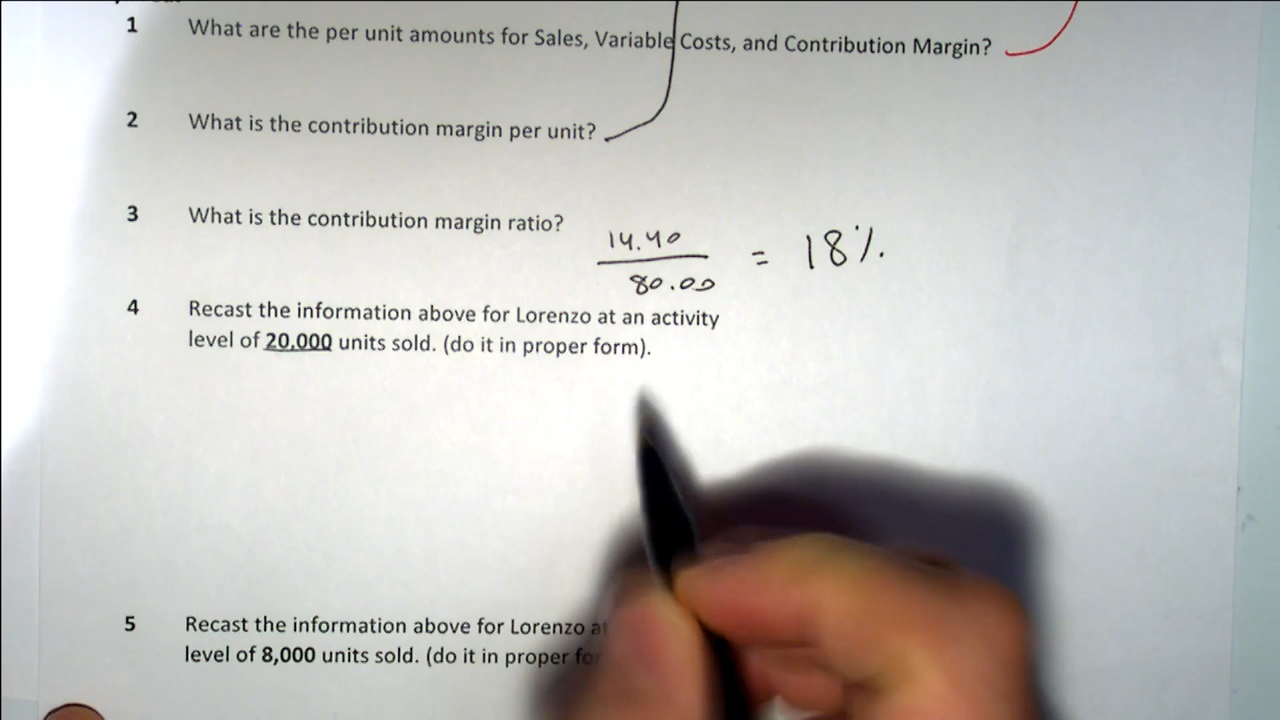 1 What are the per unit amounts for Sales, Variable Costs, and Contribution Margin?
2 What is the contribution margin per unit?
3 What is the contribution margin ratio?
14.40
80.00
= 18%.
4 Recast the information above for Lorenzo at an activity
level of 20,000 units sold. (do it in proper form).
5 Recast the information above for Lorenzo
level of 8,000 units sold. (do it in proper